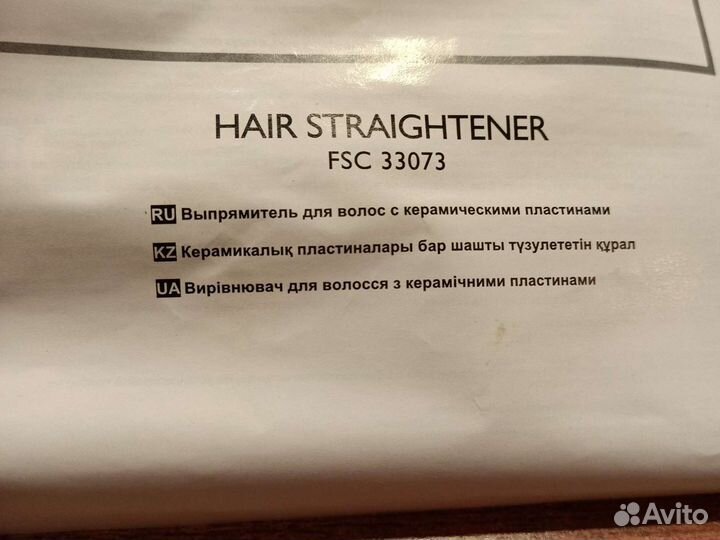 HAIR STRAIGHTENER
FSC 33073
RU Выпрямитель для волос с керамическими пластинами
KZ Керамикалық пластиналары бар шашты түзулететін құрал
UA Вирівнювач для волосся з керамічними пластинами
Avito